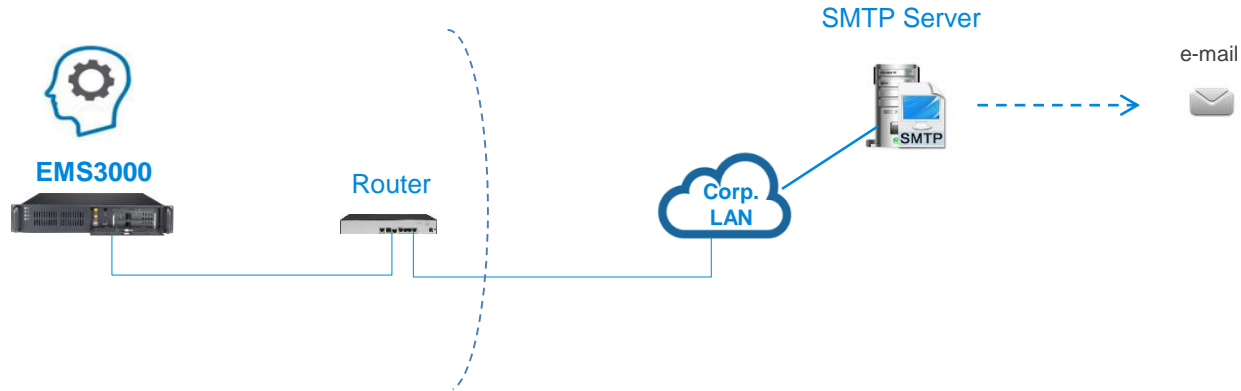 SMTP Server
e-mail
EMS3000
Router
SMTP
Corp.
LAN